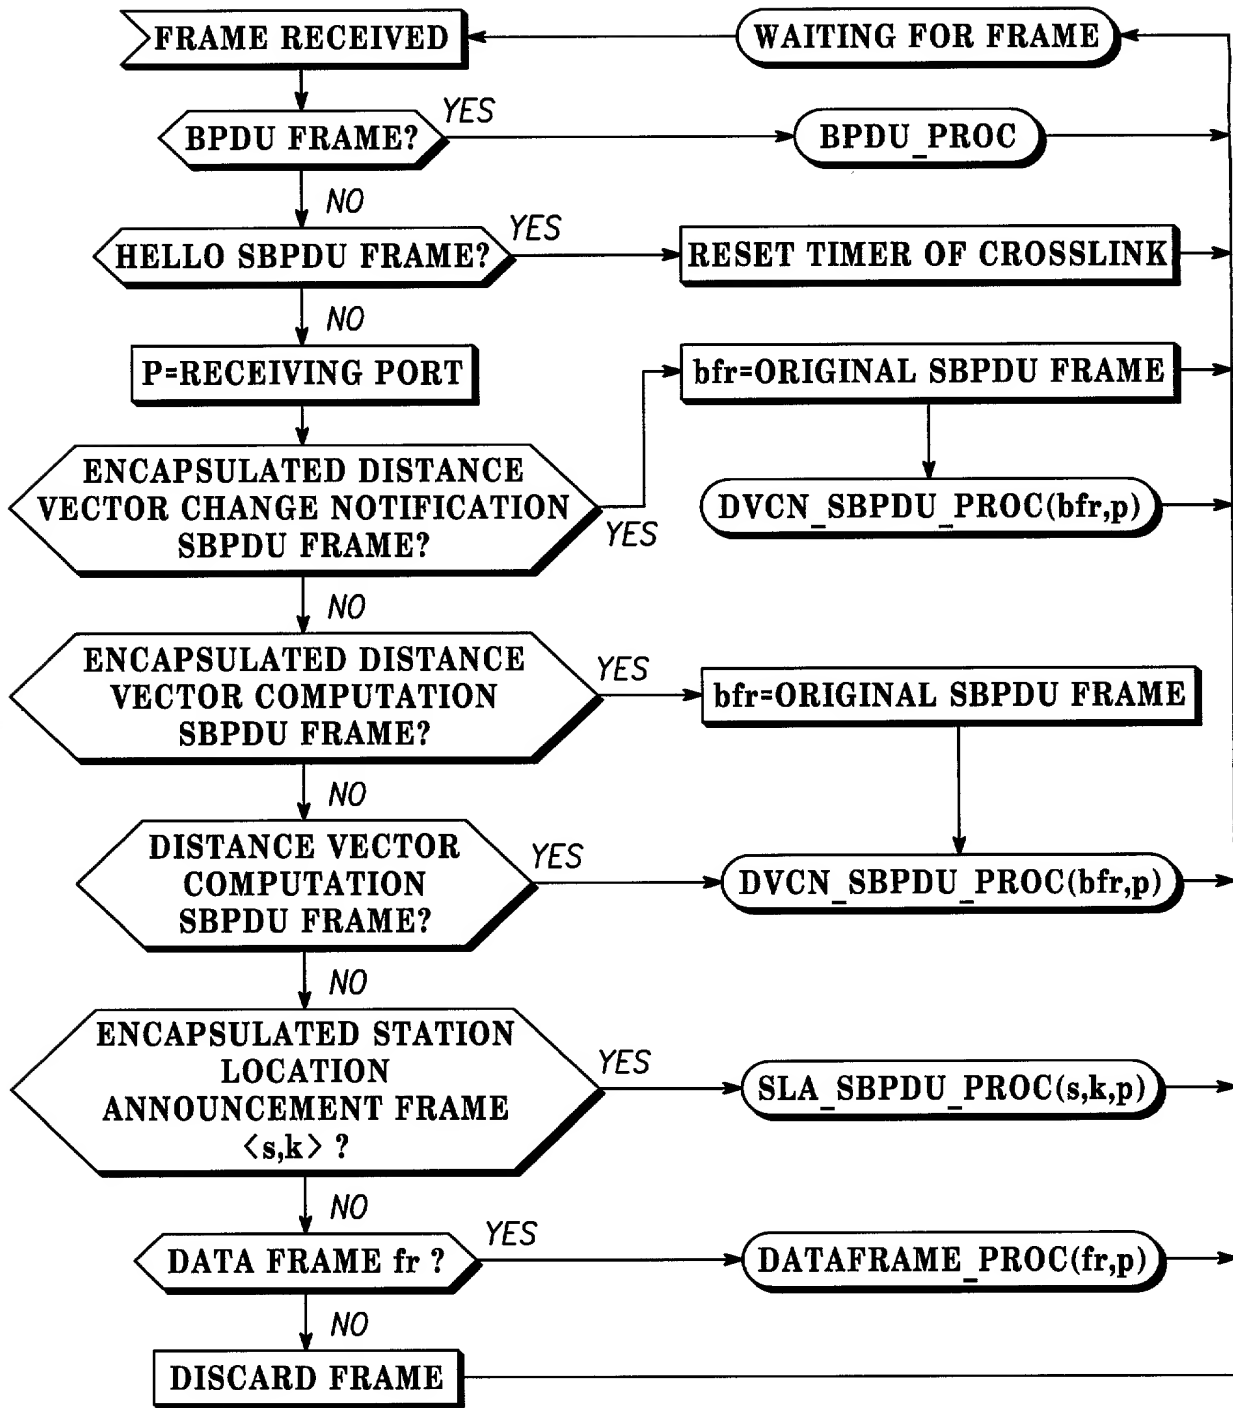 FRAME RECEIVED
WAITING FOR FRAME
BPDU FRAME?
YES
BPDU_PROC
NO
HELLO SBPDU FRAME?
YES
RESET TIMER OF CROSSLINK
NO
P=RECEIVING PORT
bfr=ORIGINAL SBPDU FRAME
ENCAPSULATED DISTANCE
VECTOR CHANGE NOTIFICATION
SBPDU FRAME?
YES
DVCN_SBPDU_PROC(bfr,p)
NO
ENCAPSULATED DISTANCE
VECTOR COMPUTATION
SBPDU FRAME?
YES
bfr=ORIGINAL SBPDU FRAME
NO
DISTANCE VECTOR
COMPUTATION
SBPDU FRAME?
YES
DVCN_SBPDU_PROC(bfr,p)
NO
ENCAPSULATED STATION
LOCATION
ANNOUNCEMENT FRAME
<s,k> ?
YES
SLA_SBPDU_PROC(s,k,p)
NO
DATA FRAME fr ?
YES
DATAFRAME_PROC(fr,p)
NO
DISCARD FRAME